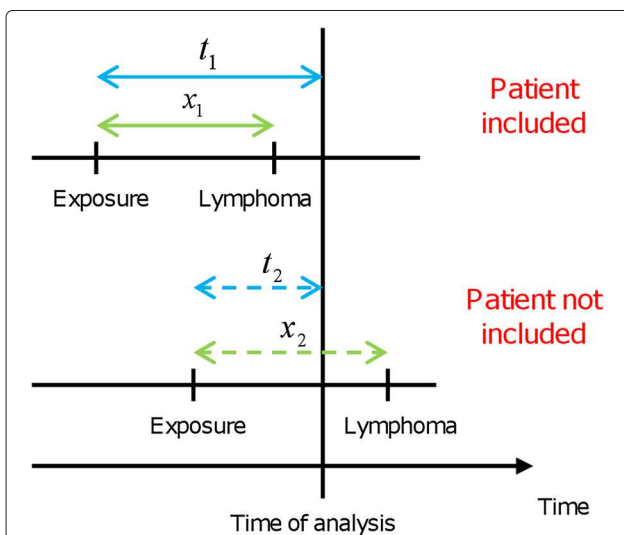 t₁
x₁
Patient
included
Exposure
Lymphoma
t₂
x₂
Patient not
included
Exposure
Lymphoma
Time
Time of analysis